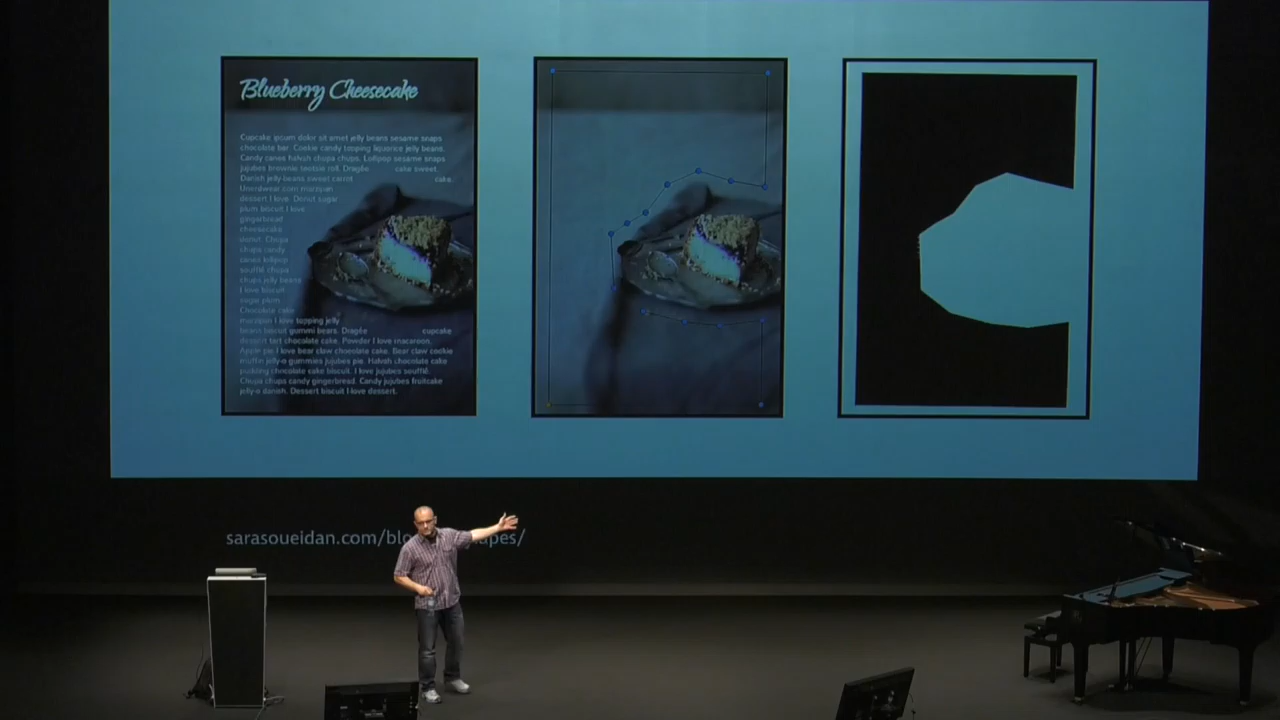 Blueberry Cheesecake
Cupcake ipsum dolor sit amet jelly beans sesame snaps
chocolate bar. Cookie candy topping liquorice jelly beans.
Candy canes halvah chupa chups. Lollipop sesame snaps
jujubes brownie tootsie roll. Dragée cake sweet.
Danish jelly-beans sweet carrot cake.
Unerdwear.com marzipan
dessert I love. Donut sugar
plum biscuit I love
gingerbread
cheesecake
donut. Chupa
chups candy
canes lollipop
soufflé chupa
chups jelly beans
I love biscuit
sugar plum.
Chocolate cake
marzipan I love topping jelly
beans biscuit gummi bears. Dragée cupcake
dessert tart chocolate cake. Powder I love macaroon.
Apple pie I love bear claw chocolate cake. Bear claw cookie
muffin jelly-o gummies jujubes pie. Halvah chocolate cake
pudding chocolate cake biscuit. I love jujubes soufflé.
Chupa chups candy gingerbread. Candy jujubes fruitcake
jelly-o danish. Dessert biscuit I love dessert.
sarasoueidan.com/blo apes/